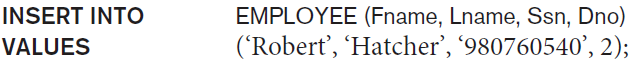 INSERT INTO EMPLOYEE (Fname, Lname, Ssn, Dno)
VALUES (‘Robert’, ‘Hatcher’, ‘980760540’, 2);